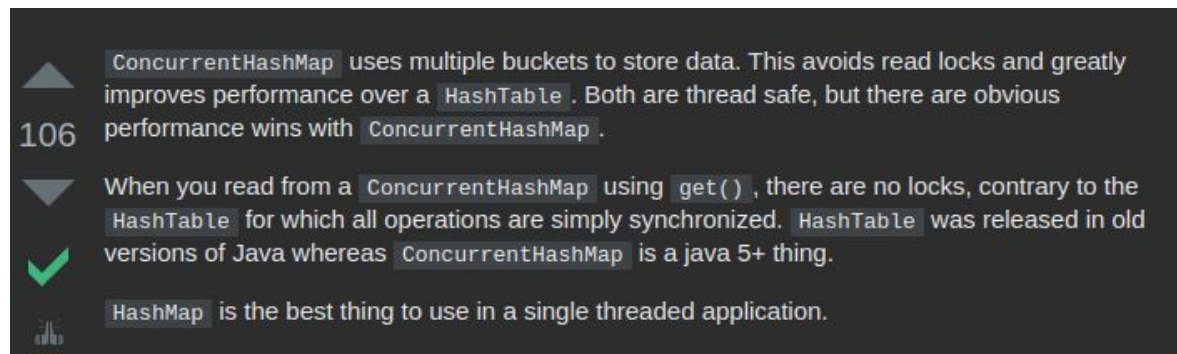 ConcurrentHashMap uses multiple buckets to store data. This avoids read locks and greatly
improves performance over a HashTable. Both are thread safe, but there are obvious
106
performance wins with ConcurrentHashMap.
When you read from a ConcurrentHashMap using get(), there are no locks, contrary to the
HashTable for which all operations are simply synchronized. HashTable was released in old
versions of Java whereas ConcurrentHashMap is a java 5+ thing.
HashMap is the best thing to use in a single threaded application.